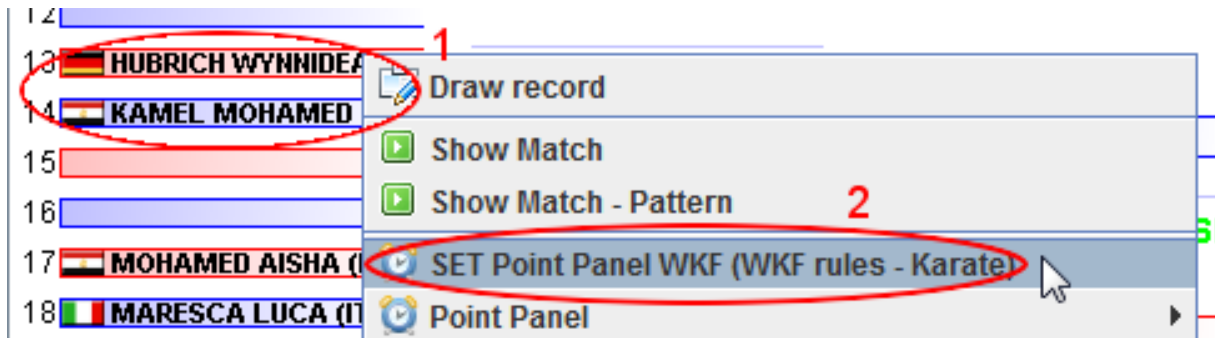 12
1
13 HUBRICH WYNNIDEA
Draw record
14 KAMEL MOHAMED
15
Show Match
16
Show Match - Pattern
2
17 MOHAMED AISHA (
SET Point Panel WKF (WKF rules - Karate)
18 MARESCA LUCA (IT
Point Panel